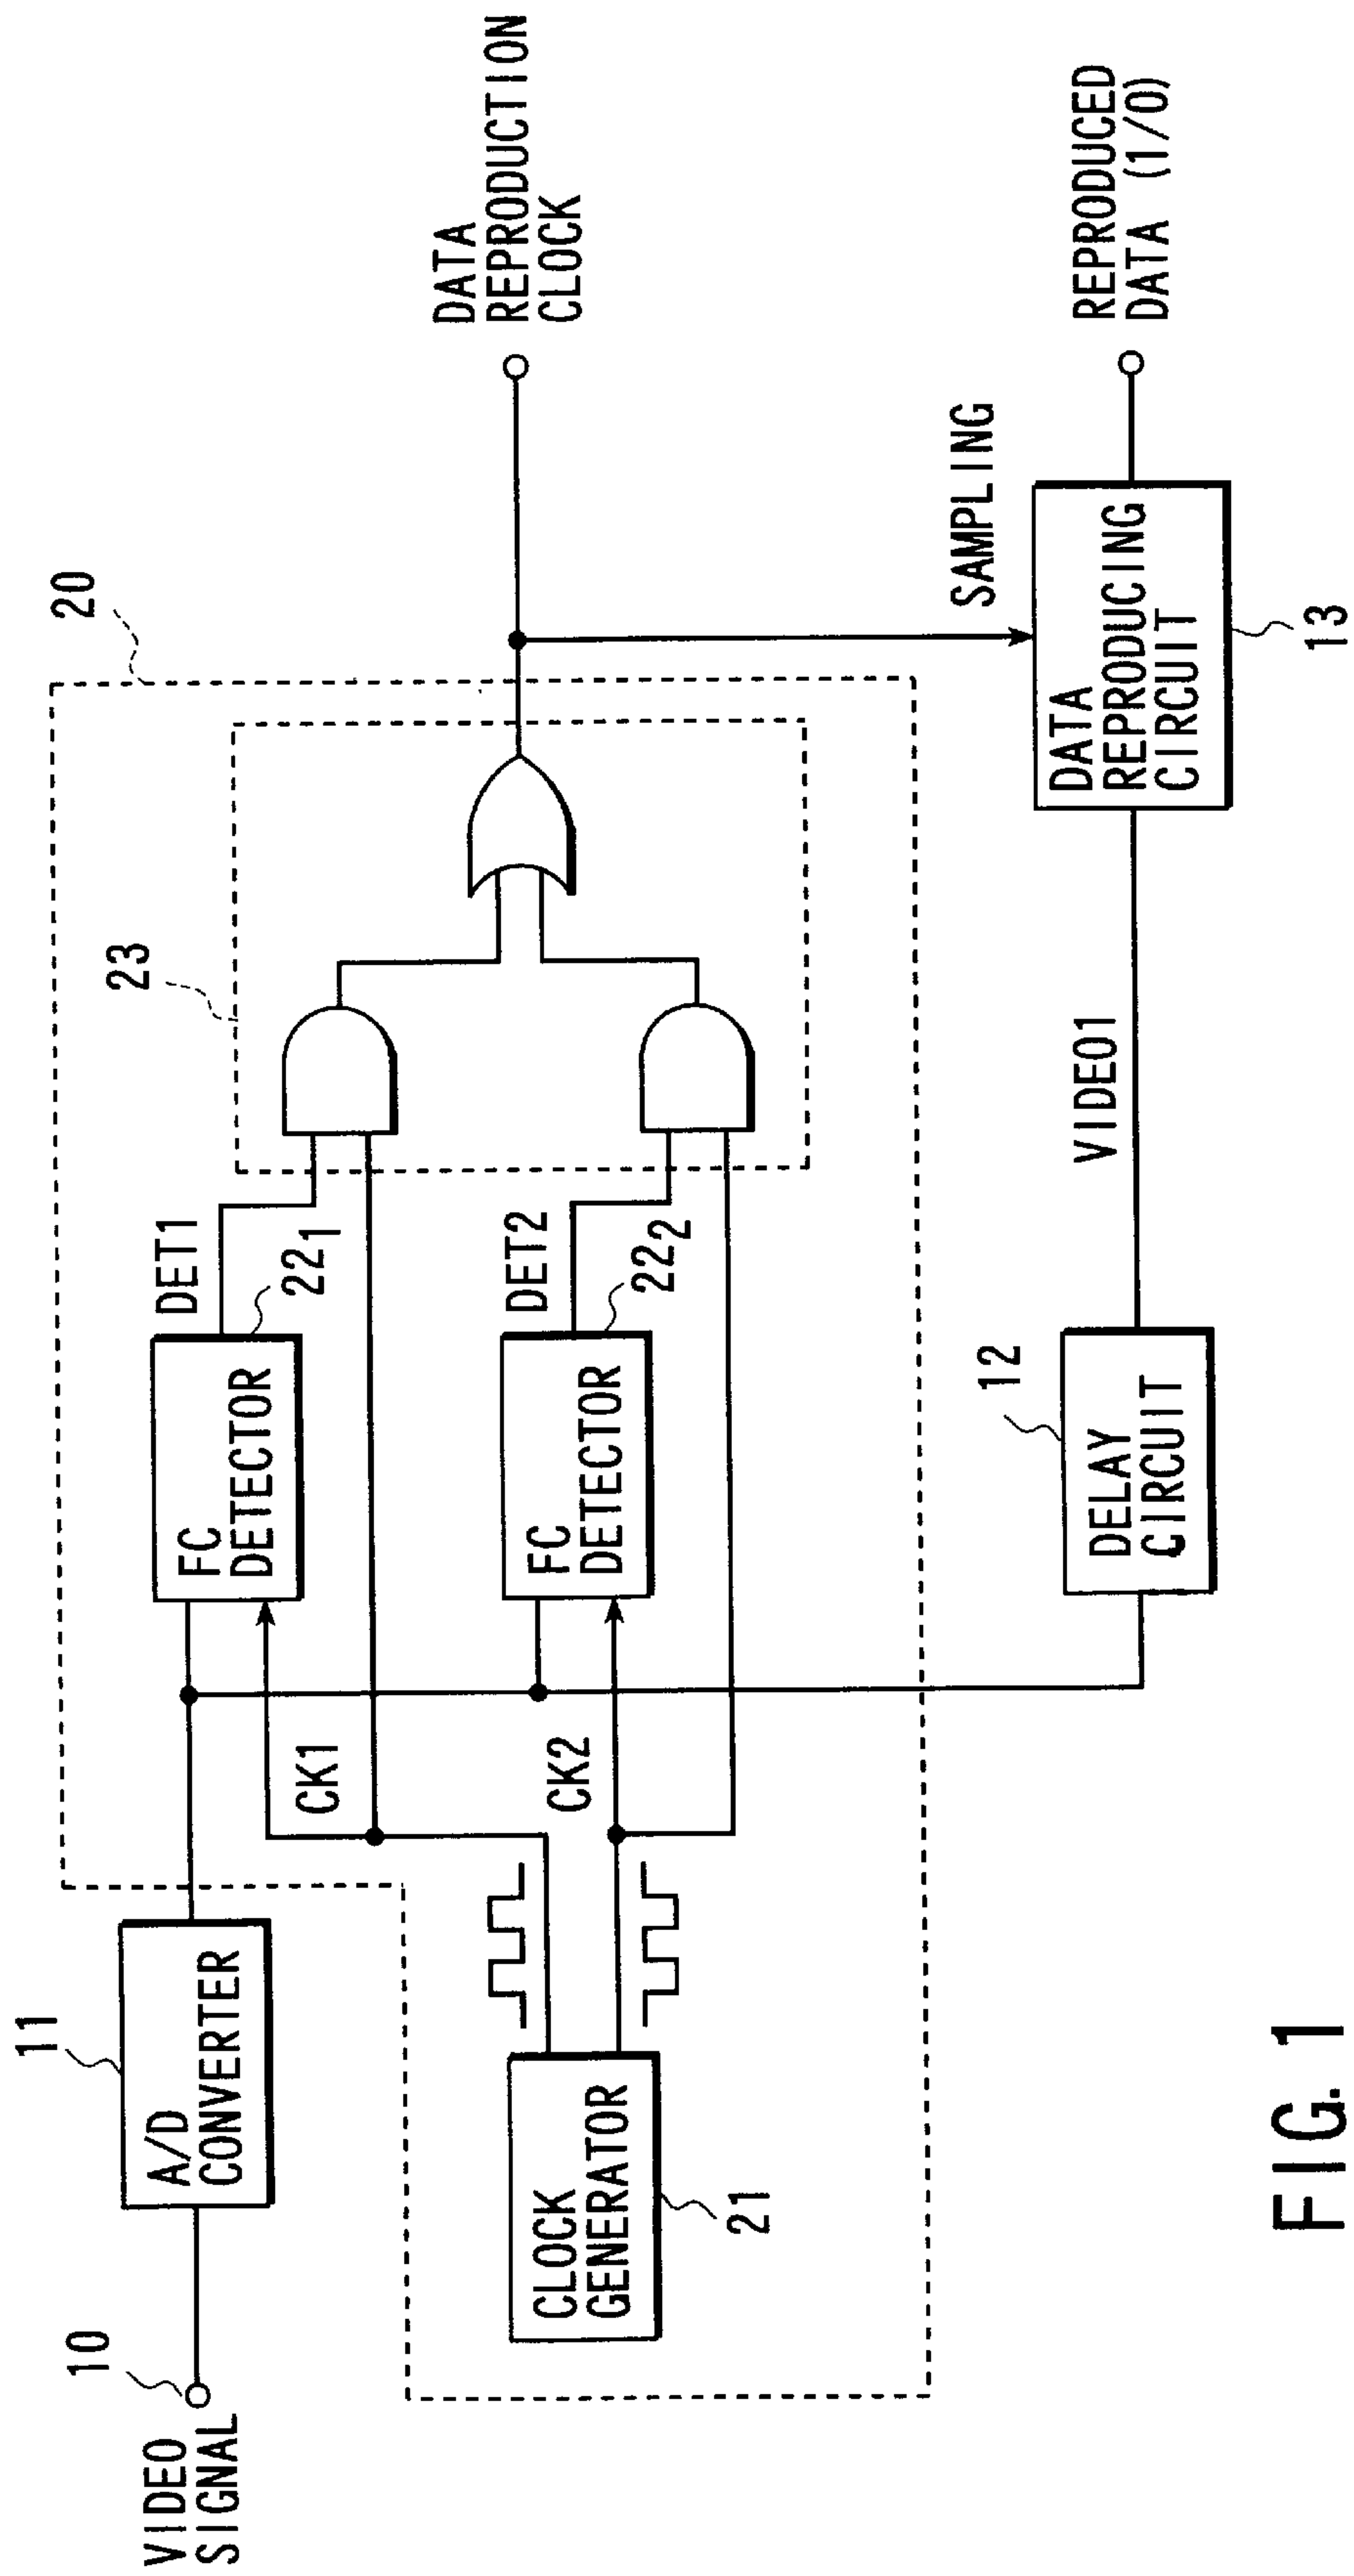 VIDEO
SIGNAL
10
11
A/D
CONVERTER
20
FC
DETECTOR
DET1
22₁
23
CK1
CLOCK
GENERATOR
21
CK2
FC
DETECTOR
DET2
22₂
DATA
REPRODUCTION
CLOCK
SAMPLING
12
DELAY
CIRCUIT
VIDEO1
DATA
REPRODUCING
CIRCUIT
13
REPRODUCED
DATA (1/0)
FIG. 1